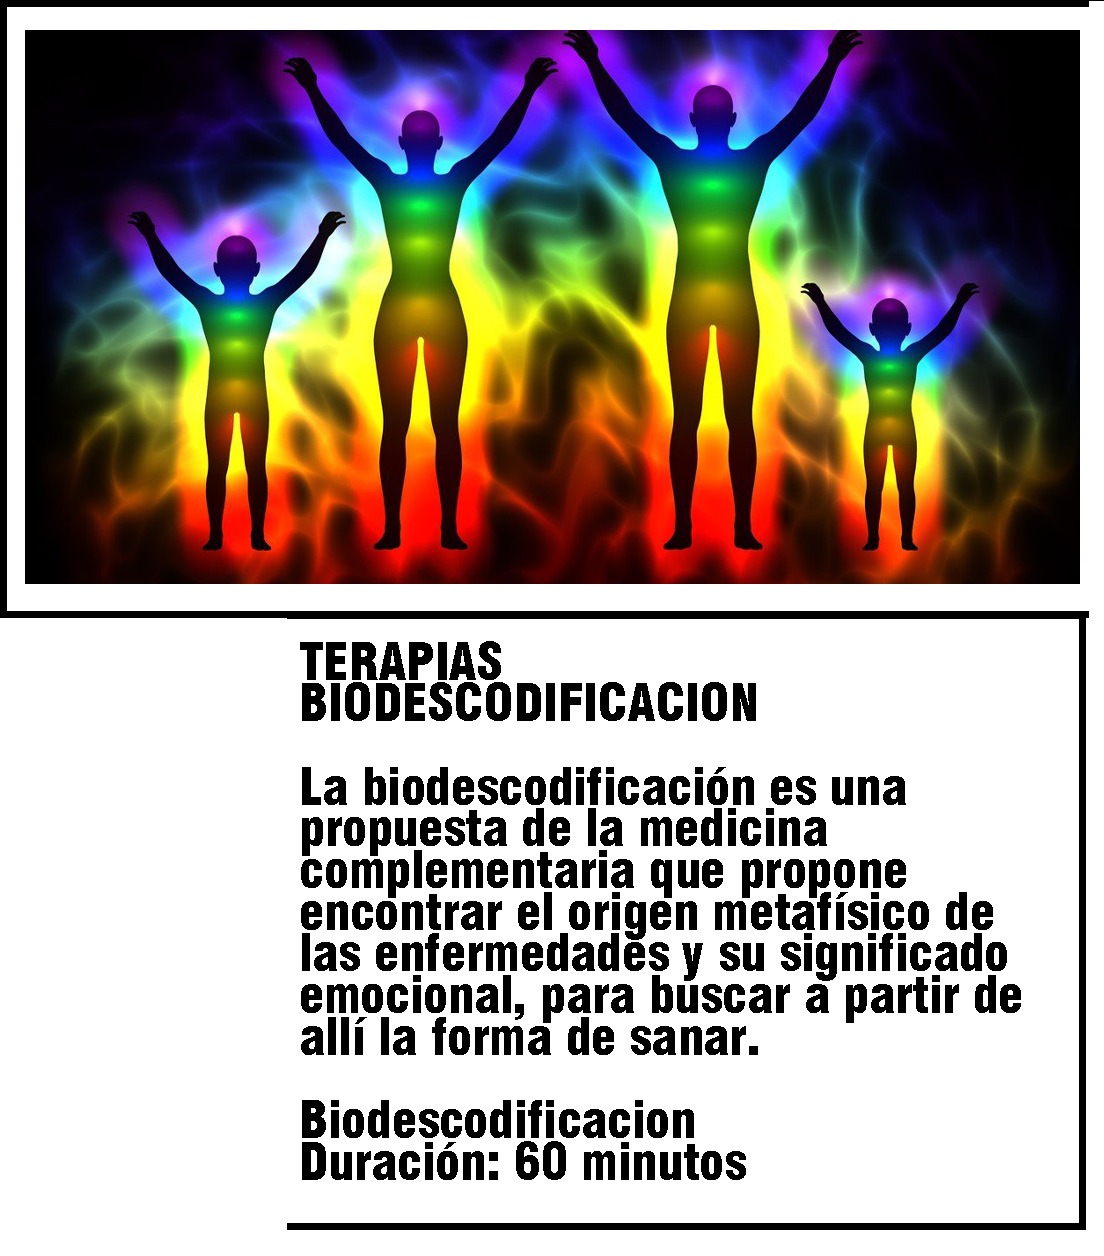 TERAPIAS
BIODESCODIFICACION
La biodescodificación es una
propuesta de la medicina
complementaria que propone
encontrar el origen metafísico de
las enfermedades y su significado
emocional, para buscar a partir de
allí la forma de sanar.
Biodescodificacion
Duración: 60 minutos